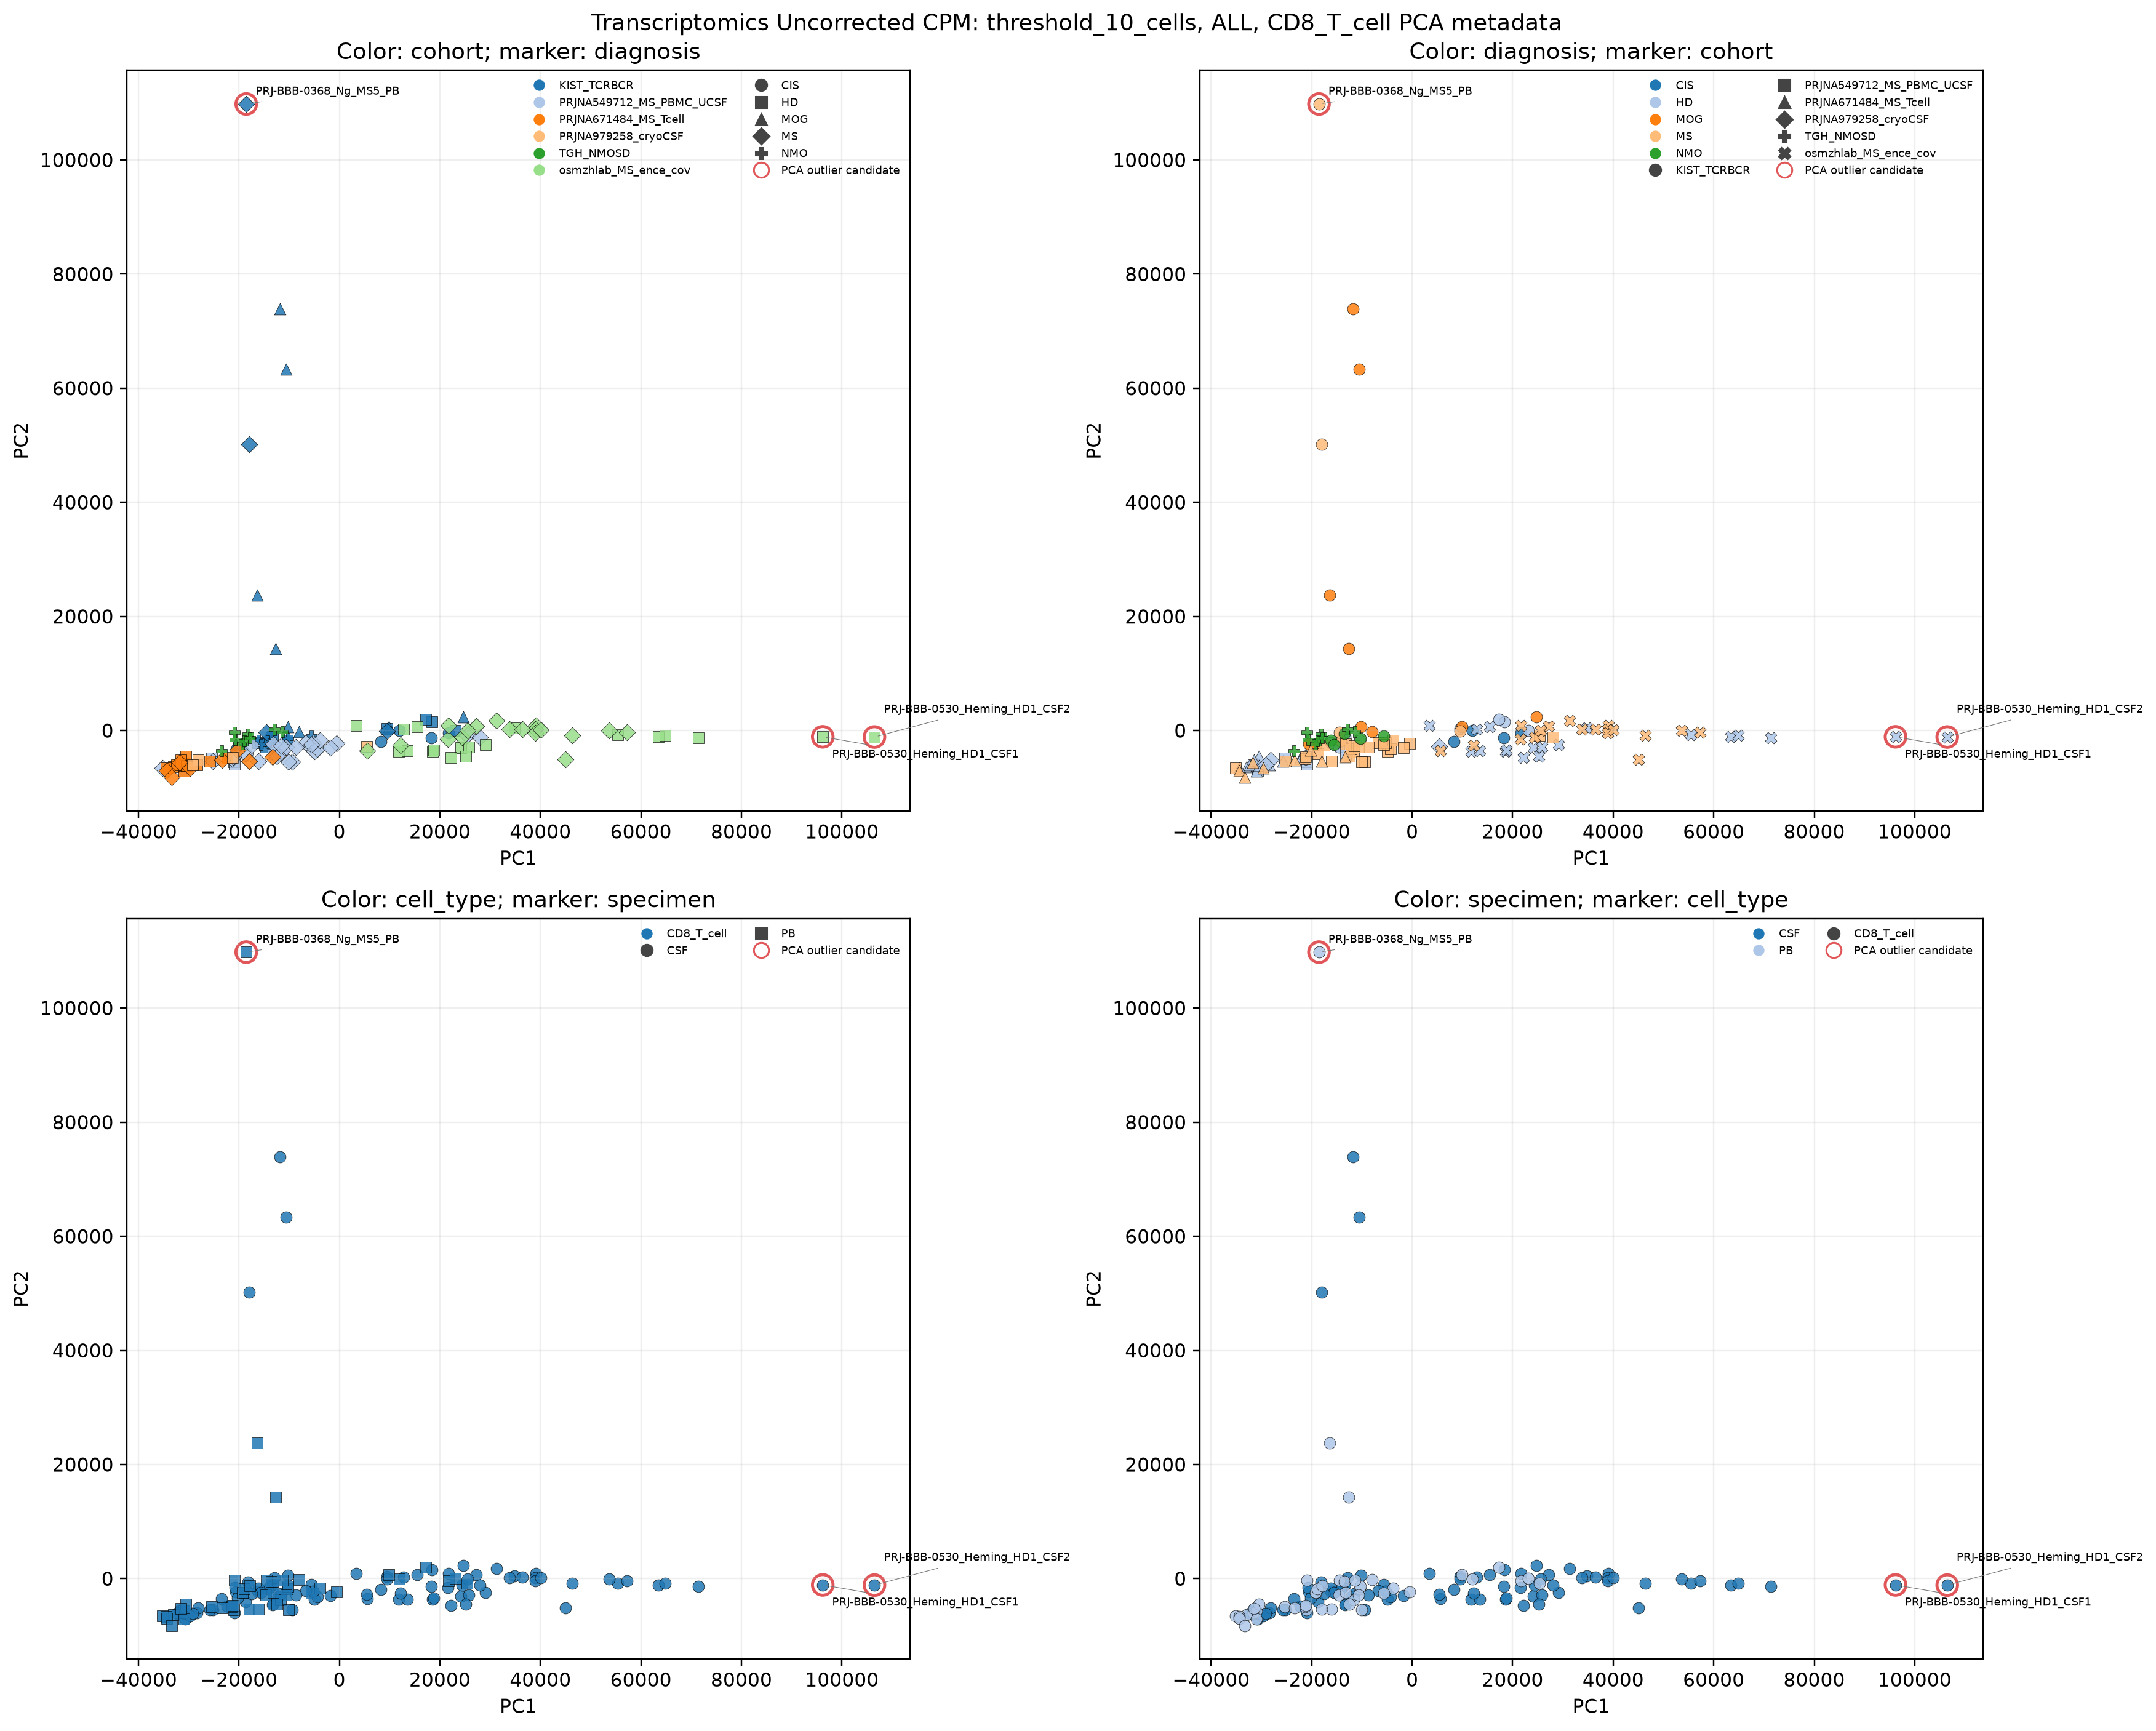 Transcriptomics Uncorrected CPM: threshold_10_cells, ALL, CD8_T_cell PCA metadata
Color: cohort; marker: diagnosis
PRJ-BBB-0368_Ng_MS5_PB
KIST_TCRBCR
PRJNA549712_MS_PBMC_UCSF
PRJNA671484_MS_Tcell
PRJNA979258_cryoCSF
TGH_NMOSD
osmzhlab_MS_ence_cov
CIS
HD
MOG
MS
NMO
PCA outlier candidate
PRJ-BBB-0530_Heming_HD1_CSF2
PRJ-BBB-0530_Heming_HD1_CSF1
100000
80000
60000
40000
20000
0
PC2
−40000 −20000 0 20000 40000 60000 80000 100000
PC1
Color: diagnosis; marker: cohort
PRJ-BBB-0368_Ng_MS5_PB
CIS
HD
MOG
MS
NMO
KIST_TCRBCR
PRJNA549712_MS_PBMC_UCSF
PRJNA671484_MS_Tcell
PRJNA979258_cryoCSF
TGH_NMOSD
osmzhlab_MS_ence_cov
PCA outlier candidate
PRJ-BBB-0530_Heming_HD1_CSF2
PRJ-BBB-0530_Heming_HD1_CSF1
100000
80000
60000
40000
20000
0
PC2
−40000 −20000 0 20000 40000 60000 80000 100000
PC1
Color: cell_type; marker: specimen
PRJ-BBB-0368_Ng_MS5_PB
CD8_T_cell
CSF
PB
PCA outlier candidate
PRJ-BBB-0530_Heming_HD1_CSF2
PRJ-BBB-0530_Heming_HD1_CSF1
100000
80000
60000
40000
20000
0
PC2
−40000 −20000 0 20000 40000 60000 80000 100000
PC1
Color: specimen; marker: cell_type
PRJ-BBB-0368_Ng_MS5_PB
CSF
PB
CD8_T_cell
PCA outlier candidate
PRJ-BBB-0530_Heming_HD1_CSF2
PRJ-BBB-0530_Heming_HD1_CSF1
100000
80000
60000
40000
20000
0
PC2
−40000 −20000 0 20000 40000 60000 80000 100000
PC1